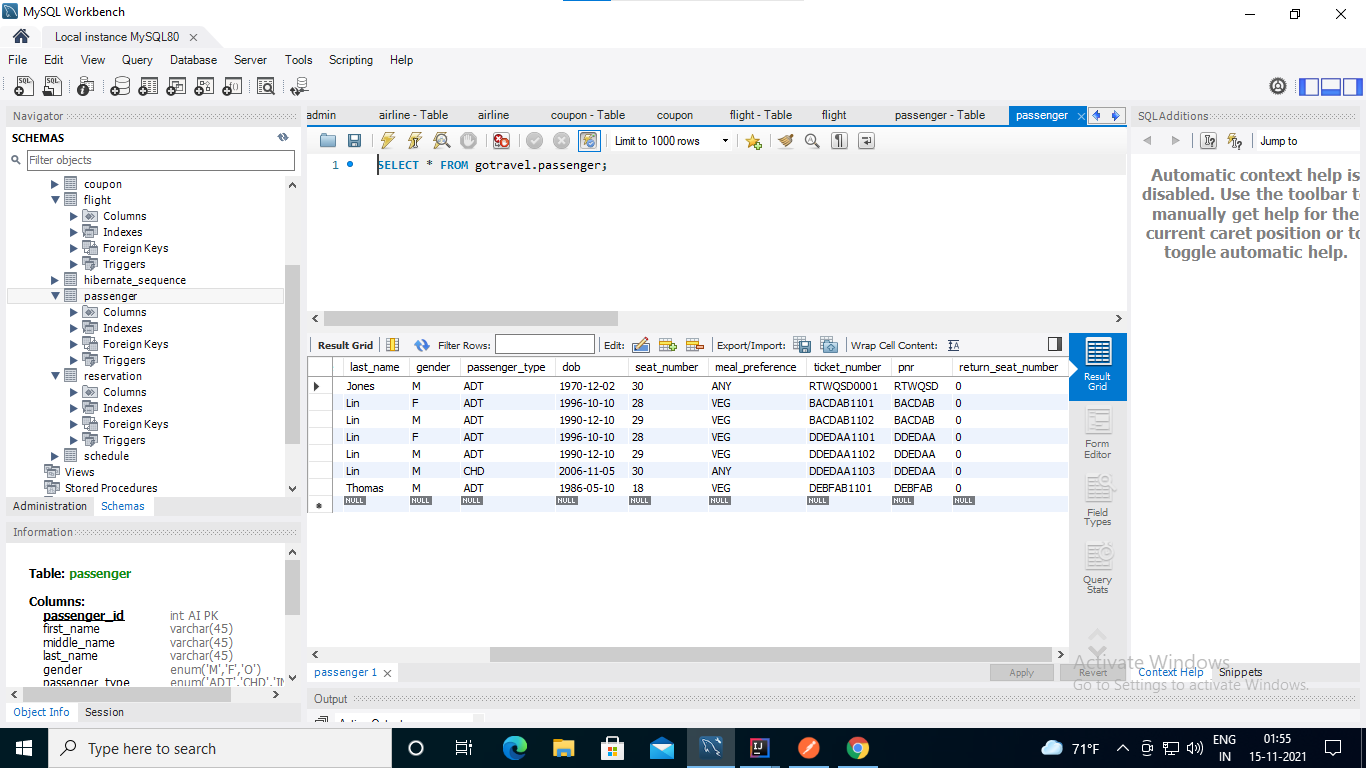 MySQL Workbench
Local instance MySQL80
File Edit View Query Database Server Tools Scripting Help
Navigator
SCHEMAS
Filter objects
coupon
flight
Columns
Indexes
Foreign Keys
Triggers
hibernate_sequence
passenger
Columns
Indexes
Foreign Keys
Triggers
reservation
Columns
Indexes
Foreign Keys
Triggers
schedule
Views
Stored Procedures
Administration Schemas
Information
Table: passenger
Columns:
passenger_id int AI PK
first_name varchar(45)
middle_name varchar(45)
last_name varchar(45)
gender enum('M','F','O')
passenger_type enum('ADT','CHD','IN
Object Info Session
admin airline - Table airline coupon - Table coupon flight - Table flight passenger - Table passenger
Limit to 1000 rows
1 SELECT * FROM gotravel.passenger;
Result Grid Filter Rows: Edit: Export/Import: Wrap Cell Content: IA
last_name gender passenger_type dob seat_number meal_preference ticket_number pnr return_seat_number
Jones M ADT 1970-12-02 30 ANY RTWQSD0001 RTWQSD 0
Lin F ADT 1996-10-10 28 VEG BACDAB1101 BACDAB 0
Lin M ADT 1990-12-10 29 VEG BACDAB1102 BACDAB 0
Lin F ADT 1996-10-10 28 VEG DDEDAA1101 DDEDAA 0
Lin M ADT 1990-12-10 29 VEG DDEDAA1102 DDEDAA 0
Lin M CHD 2006-11-05 30 ANY DDEDAA1103 DDEDAA 0
Thomas M ADT 1986-05-10 18 VEG DEBFAB1101 DEBFAB 0
NULL NULL NULL NULL NULL NULL NULL NULL NULL
Result
Grid
Form
Editor
Field
Types
Query
Stats
passenger 1
Apply Revert
Output
SQLAdditions
Jump to
Automatic context help is
disabled. Use the toolbar t
manually get help for the
current caret position or to
toggle automatic help.
Context Help Snippets
Activate Windows
Go to Settings to activate Windows.
Type here to search
71°F
ENG
IN
01:55
15-11-2021